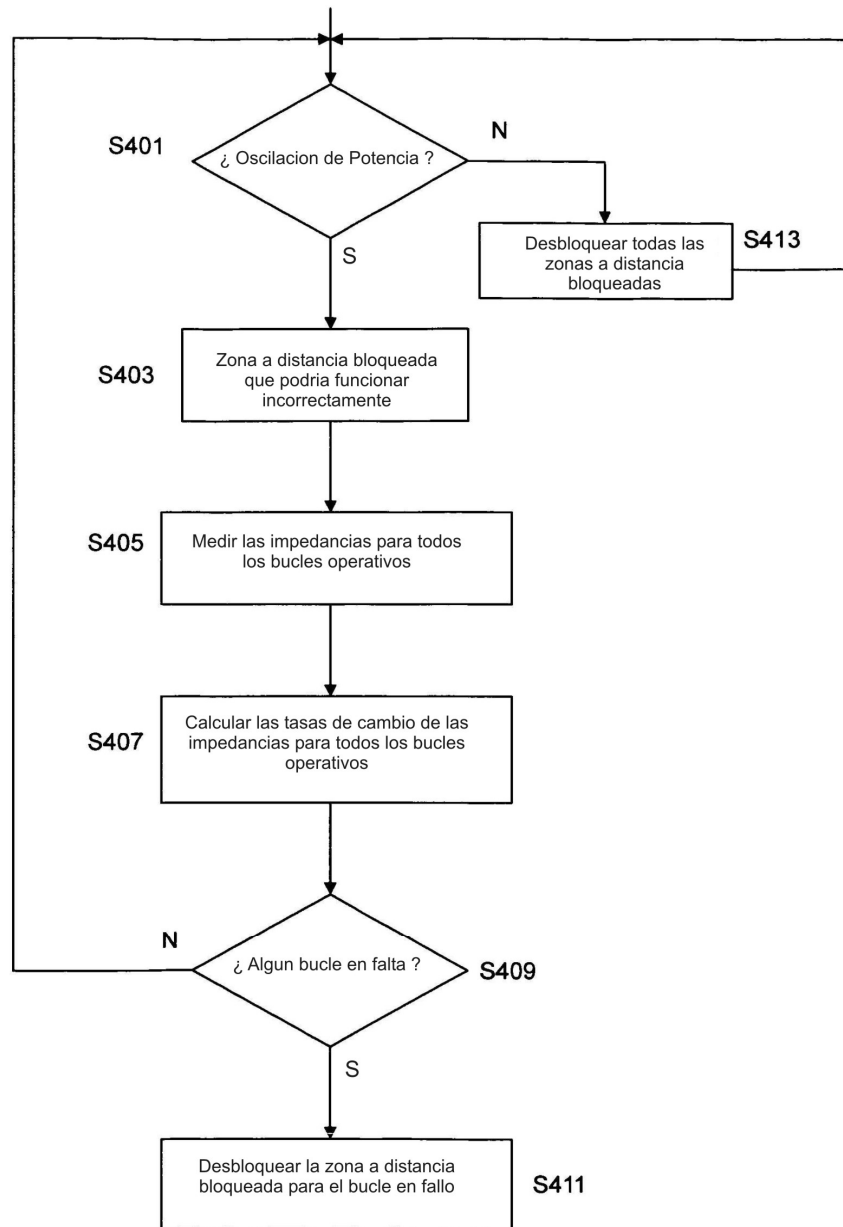 S401
¿ Oscilacion de Potencia ?
N
S
Desbloquear todas las
zonas a distancia
bloqueadas
S413
S403
Zona a distancia bloqueada
que podria funcionar
incorrectamente
S405
Medir las impedancias para todos
los bucles operativos
S407
Calcular las tasas de cambio de las
impedancias para todos los bucles
operativos
N
¿ Algun bucle en falta ?
S409
S
Desbloquear la zona a distancia
bloqueada para el bucle en fallo
S411